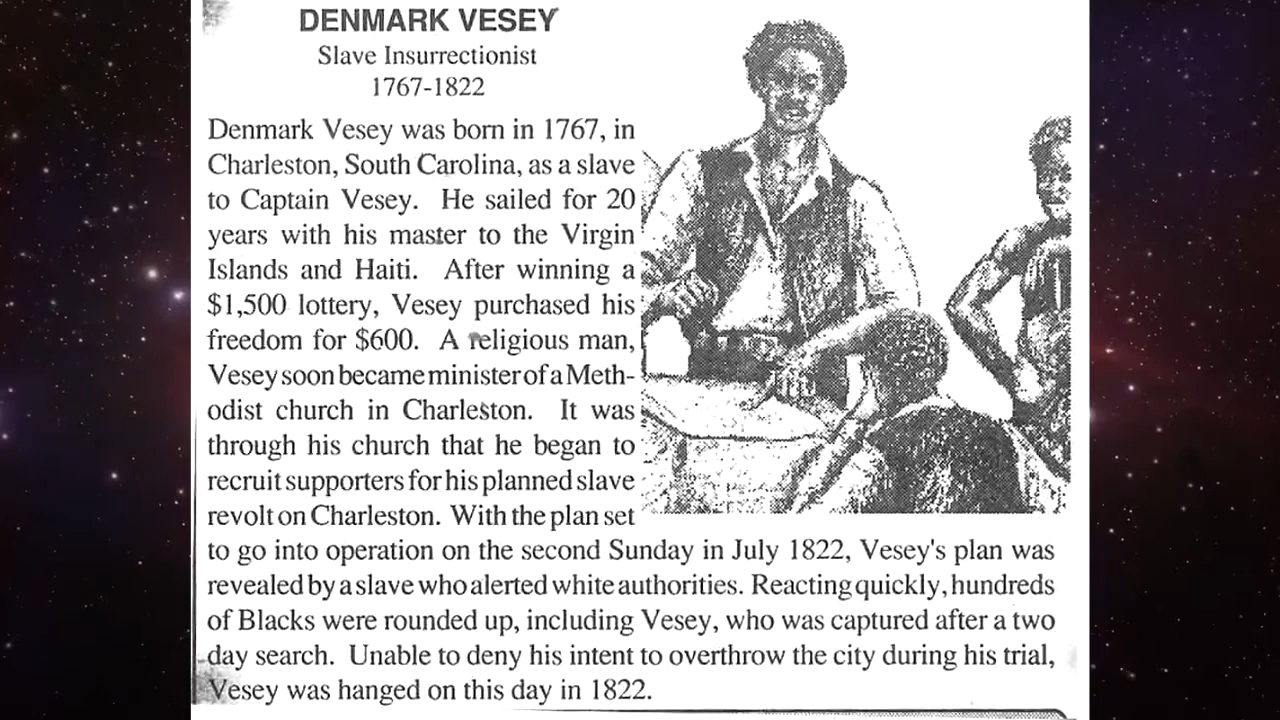 DENMARK VESEY
Slave Insurrectionist
1767-1822
Denmark Vesey was born in 1767, in
Charleston, South Carolina, as a slave
to Captain Vesey. He sailed for 20
years with his master to the Virgin
Islands and Haiti. After winning a
$1,500 lottery, Vesey purchased his
freedom for $600. A religious man,
Vesey soon became minister of a Meth-
odist church in Charleston. It was
through his church that he began to
recruit supporters for his planned slave
revolt on Charleston. With the plan set
to go into operation on the second Sunday in July 1822, Vesey's plan was
revealed by a slave who alerted white authorities. Reacting quickly, hundreds
of Blacks were rounded up, including Vesey, who was captured after a two
day search. Unable to deny his intent to overthrow the city during his trial,
Vesey was hanged on this day in 1822.